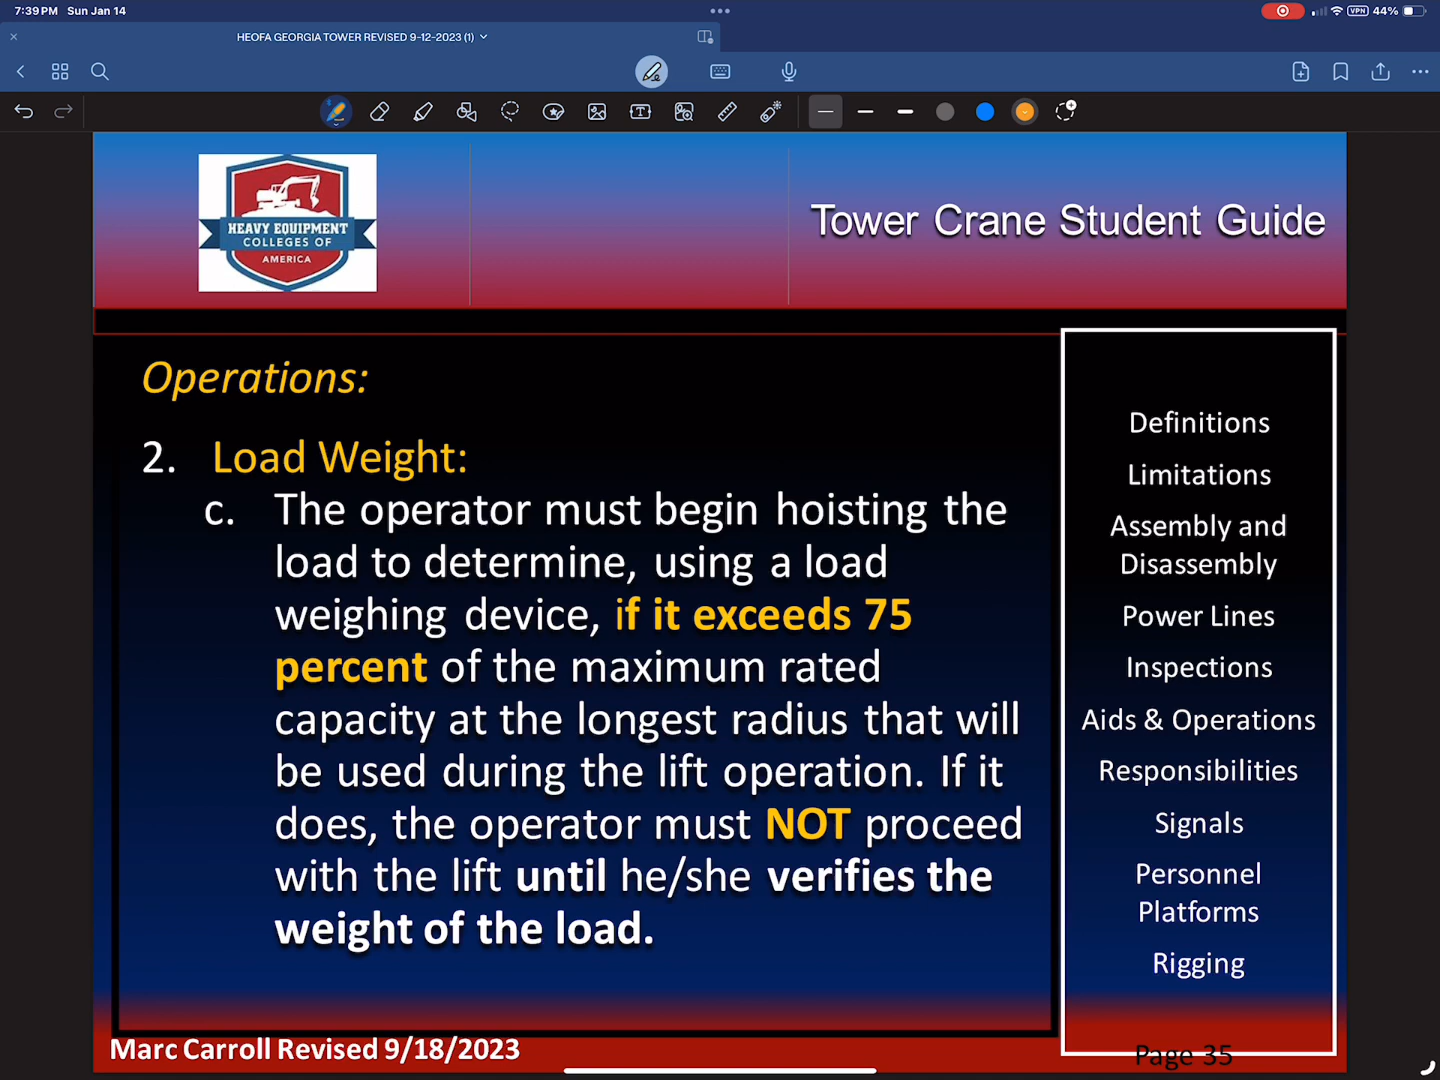 7:39 PM Sun Jan 14
VPN 44%
HEOFA GEORGIA TOWER REVISED 9-12-2023 (1)
HEAVY EQUIPMENT
COLLEGES OF
AMERICA
Tower Crane Student Guide
Operations:
2. Load Weight:
c. The operator must begin hoisting the
load to determine, using a load
weighing device, if it exceeds 75
percent of the maximum rated
capacity at the longest radius that will
be used during the lift operation. If it
does, the operator must NOT proceed
with the lift until he/she verifies the
weight of the load.
Definitions
Limitations
Assembly and
Disassembly
Power Lines
Inspections
Aids & Operations
Responsibilities
Signals
Personnel
Platforms
Rigging
Marc Carroll Revised 9/18/2023
Page 35